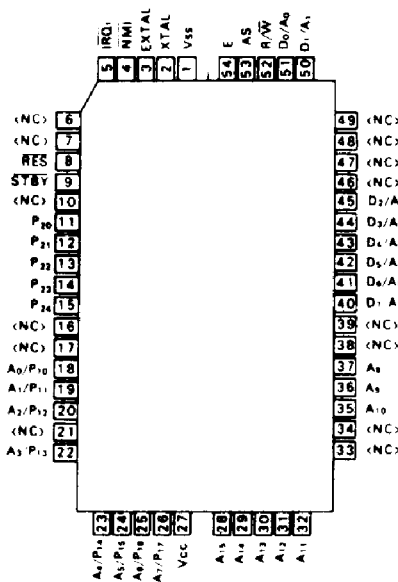 IRQ1 NMI EXTAL XTAL Vss E AS R/W D0/A0 D1/A1
5 4 3 2 1 54 53 52 51 50
<NC> 6 49 <NC>
<NC> 7 48 <NC>
RES 8 47 <NC>
STBY 9 46 <NC>
<NC> 10 45 D2/A
P20 11 44 D3/A
P21 12 43 D4/A
P22 13 42 D5/A
P23 14 41 D6/A
P24 15 40 D7 A
<NC> 16 39 <NC>
<NC> 17 38 <NC>
A0/P10 18 37 A8
A1/P11 19 36 A9
A2/P12 20 35 A10
<NC> 21 34 <NC>
A3/P13 22 33 <NC>
23 24 25 26 27 28 29 30 31 32
A4/P14 A5/P15 A6/P16 A7/P17 Vcc A15 A14 A13 A12 A11